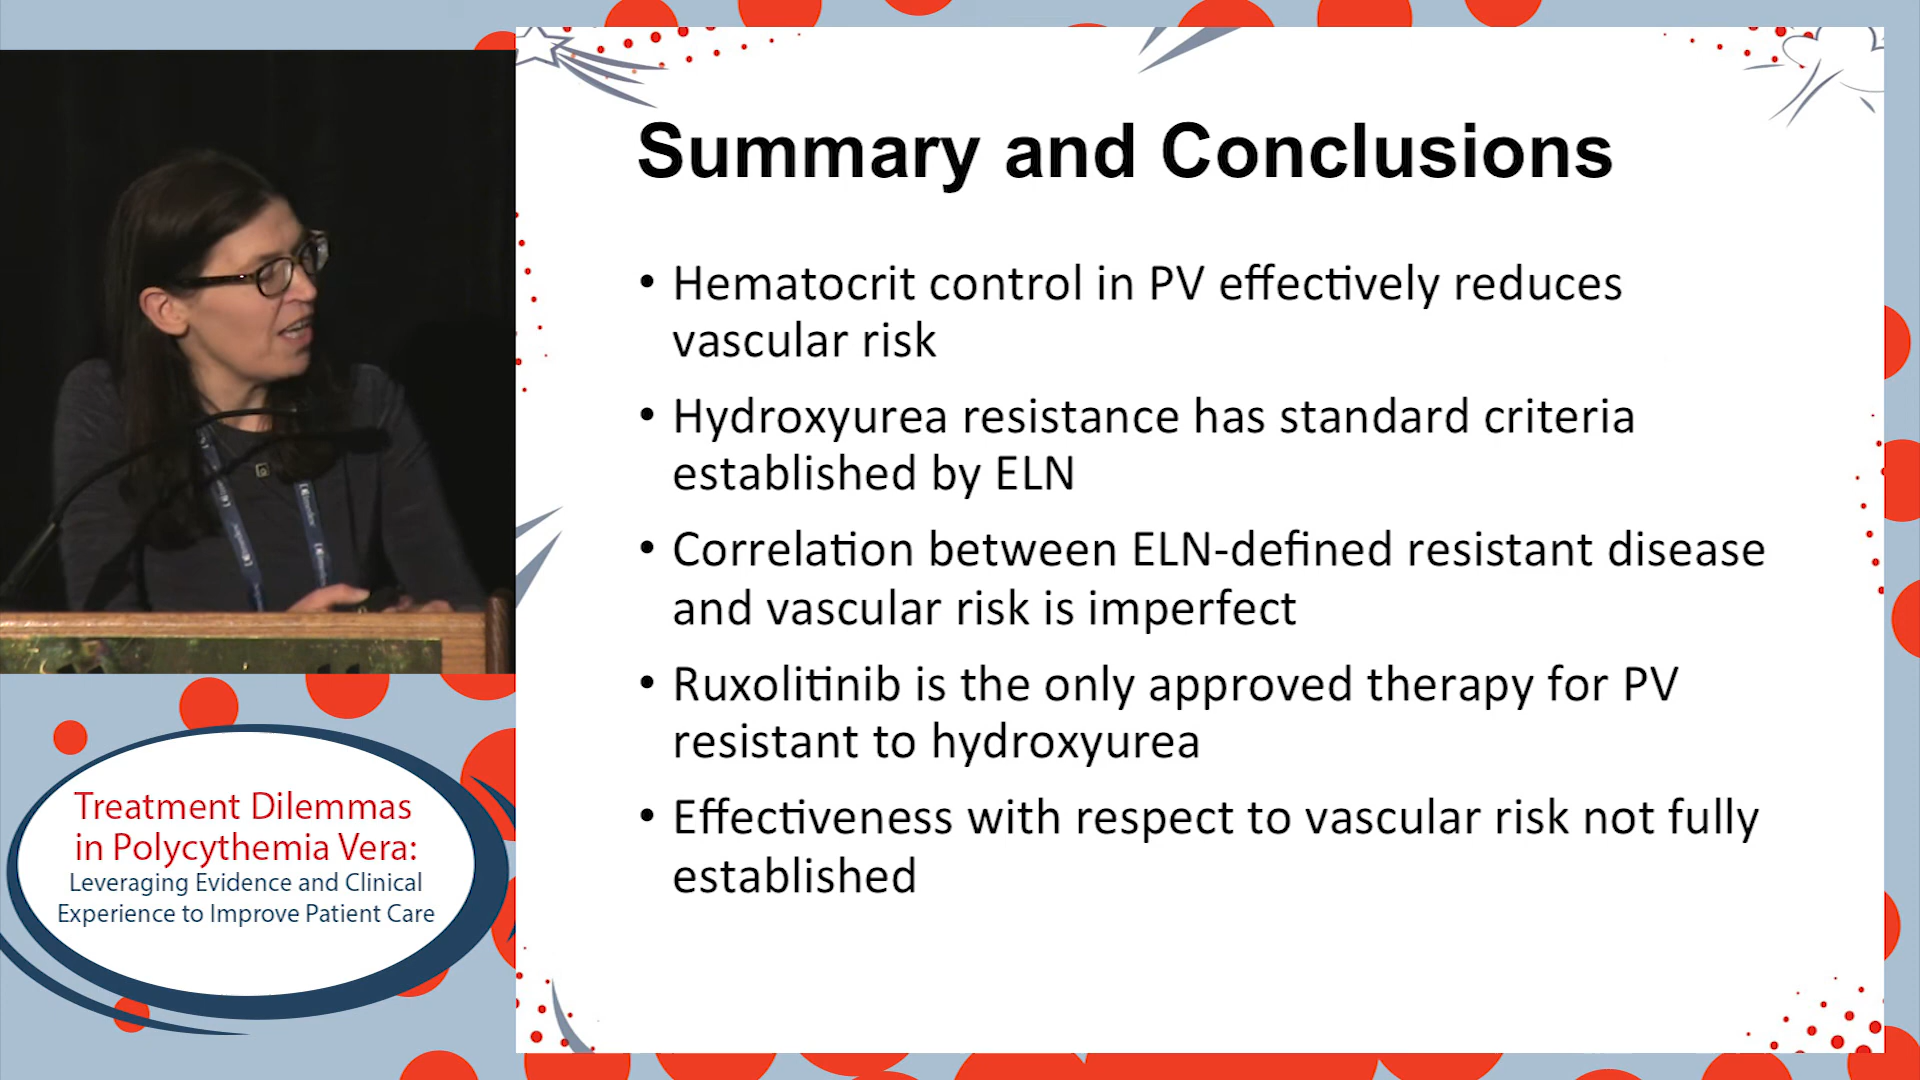 Summary and Conclusions
• Hematocrit control in PV effectively reduces
vascular risk
• Hydroxyurea resistance has standard criteria
established by ELN
• Correlation between ELN-defined resistant disease
and vascular risk is imperfect
• Ruxolitinib is the only approved therapy for PV
resistant to hydroxyurea
• Effectiveness with respect to vascular risk not fully
established
Treatment Dilemmas
in Polycythemia Vera:
Leveraging Evidence and Clinical
Experience to Improve Patient Care